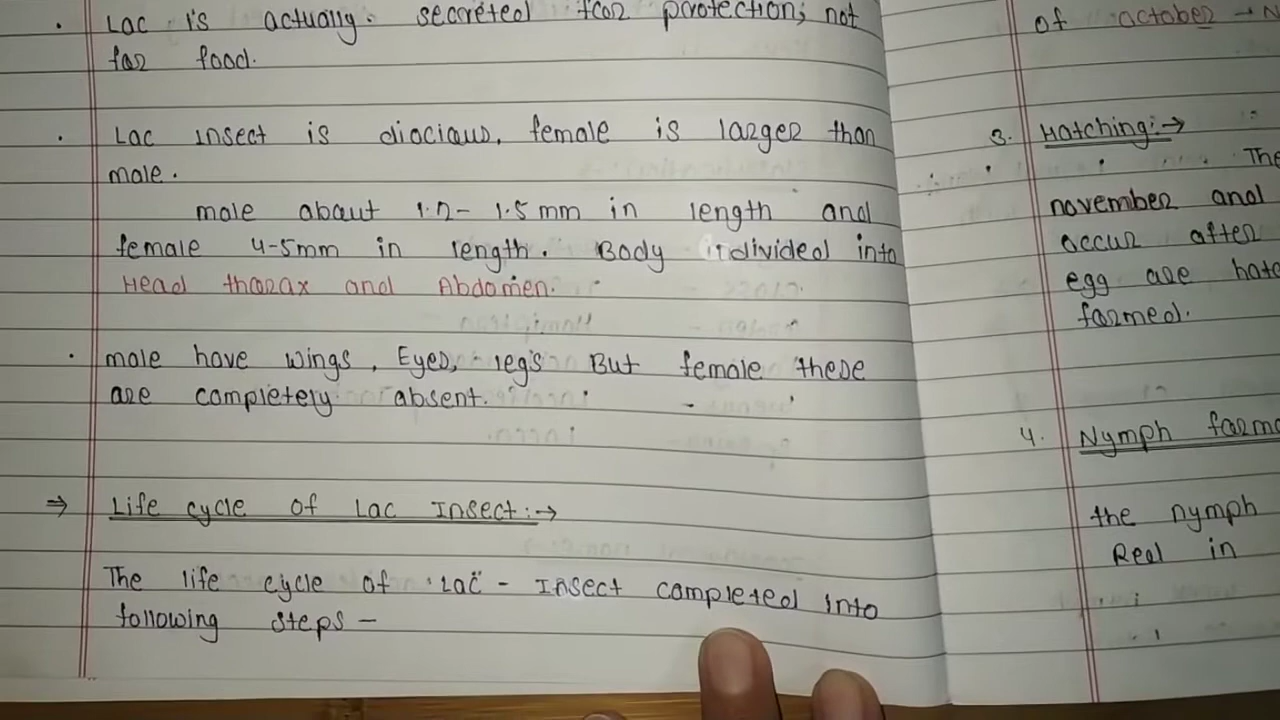 . Lac is actually. secreted for protection, not
for food.
. Lac insect is diocious, female is larger than
male.
male about 1.2- 1.5 mm in length and
female 4-5mm in length. Body divided into
Head thorax and Abdomen.
. male have wings, Eyes, legs But female these
are completery absent.
⇒ Life cycle of Lac Insect:→
The life cycle of Lac - Insect completed into
following steps -
of october →
3. Hatching:→
The
november and
occur after
egg are
formed.
4. Nymph
the nymph
Real in